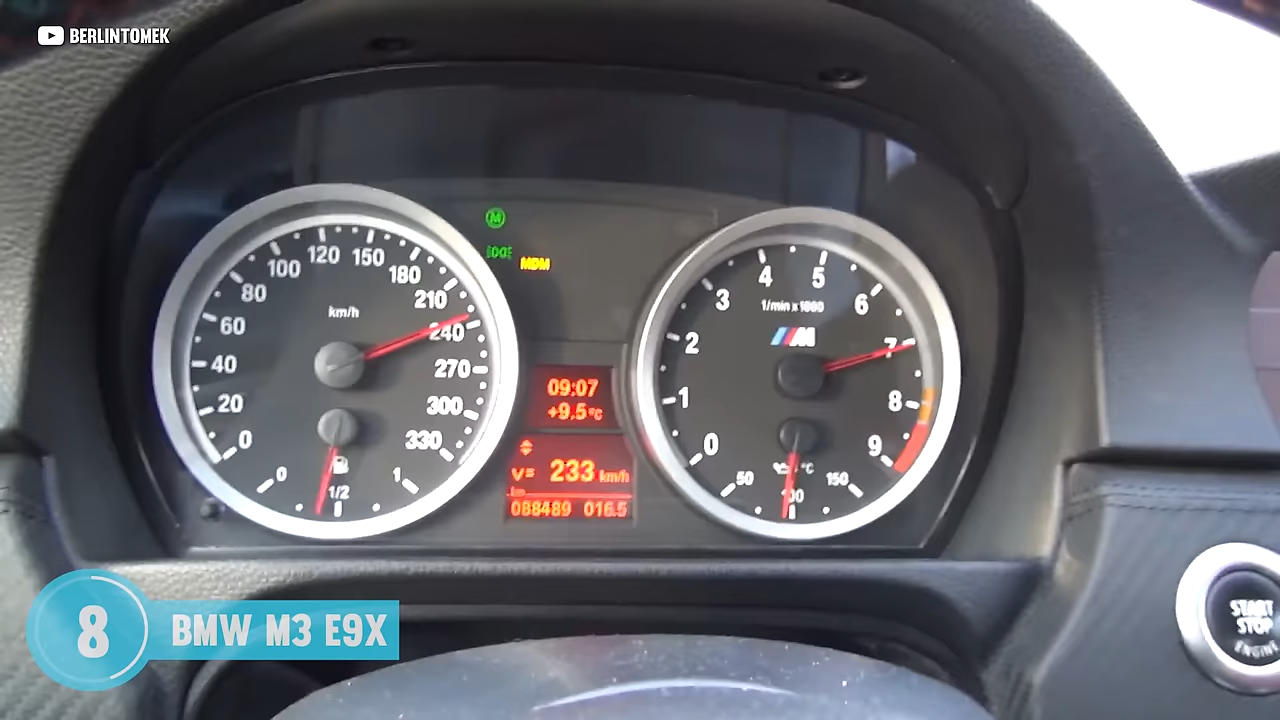 BERLINTOMEK
0
20
40
60
80
100
120
150
180
210
240
270
300
330
km/h
0
1/2
1
M
MDM
09:07
+9.5°C
V= 233 km/h
km
088489 016.5
0
1
2
3
4
5
6
7
8
9
1/min x 1000
M
50
100
150
°C
START
STOP
ENGINE
8
BMW M3 E9X